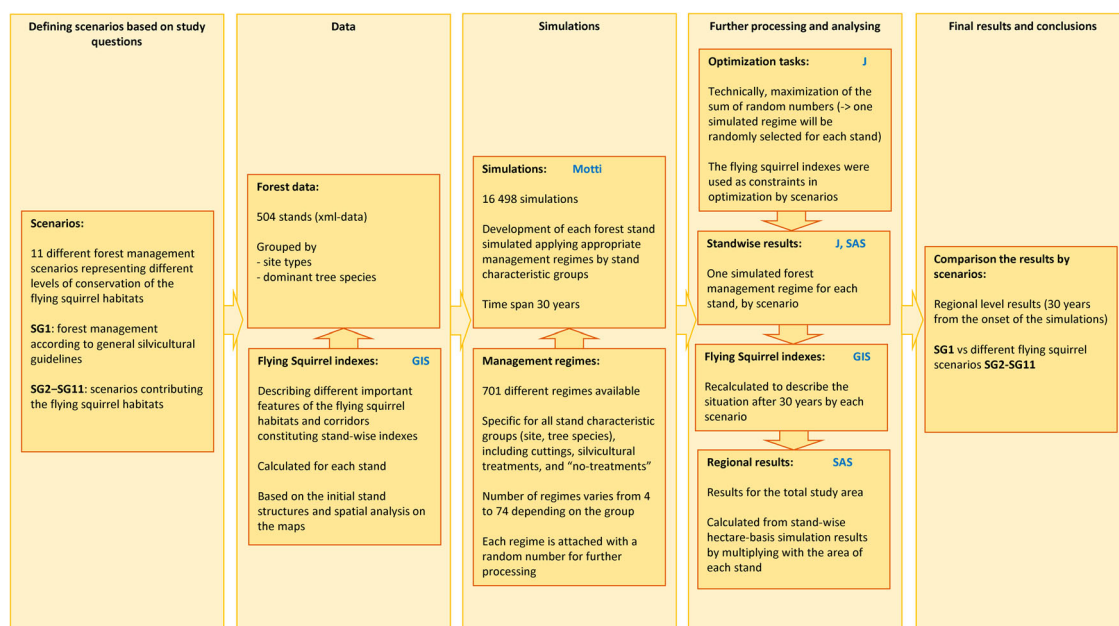 Defining scenarios based on study
questions
Scenarios:
11 different forest management
scenarios representing different
levels of conservation of the
flying squirrel habitats
SG1: forest management
according to general silvicultural
guidelines
SG2–SG11: scenarios contributing
the flying squirrel habitats
Data
Forest data:
504 stands (xml-data)
Grouped by
- site types
- dominant tree species
Flying Squirrel indexes: GIS
Describing different important
features of the flying squirrel
habitats and corridors
constituting stand-wise indexes
Calculated for each stand
Based on the initial stand
structures and spatial analysis on
the maps
Simulations
Simulations: Motti
16 498 simulations
Development of each forest stand
simulated applying appropriate
management regimes by stand
characteristic groups
Time span 30 years
Management regimes:
701 different regimes available
Specific for all stand characteristic
groups (site, tree species),
including cuttings, silvicultural
treatments, and “no-treatments”
Number of regimes varies from 4
to 74 depending on the group
Each regime is attached with a
random number for further
processing
Further processing and analysing
Optimization tasks: J
Technically, maximization of the
sum of random numbers (-> one
simulated regime will be
randomly selected for each stand)
The flying squirrel indexes were
used as constraints in
optimization by scenarios
Standwise results: J, SAS
One simulated forest
management regime for each
stand, by scenario
Flying Squirrel indexes: GIS
Recalculated to describe the
situation after 30 years by each
scenario
Regional results: SAS
Results for the total study area
Calculated from stand-wise
hectare-basis simulation results
by multiplying with the area of
each stand
Final results and conclusions
Comparison the results by
scenarios:
Regional level results (30 years
from the onset of the simulations)
SG1 vs different flying squirrel
scenarios SG2-SG11